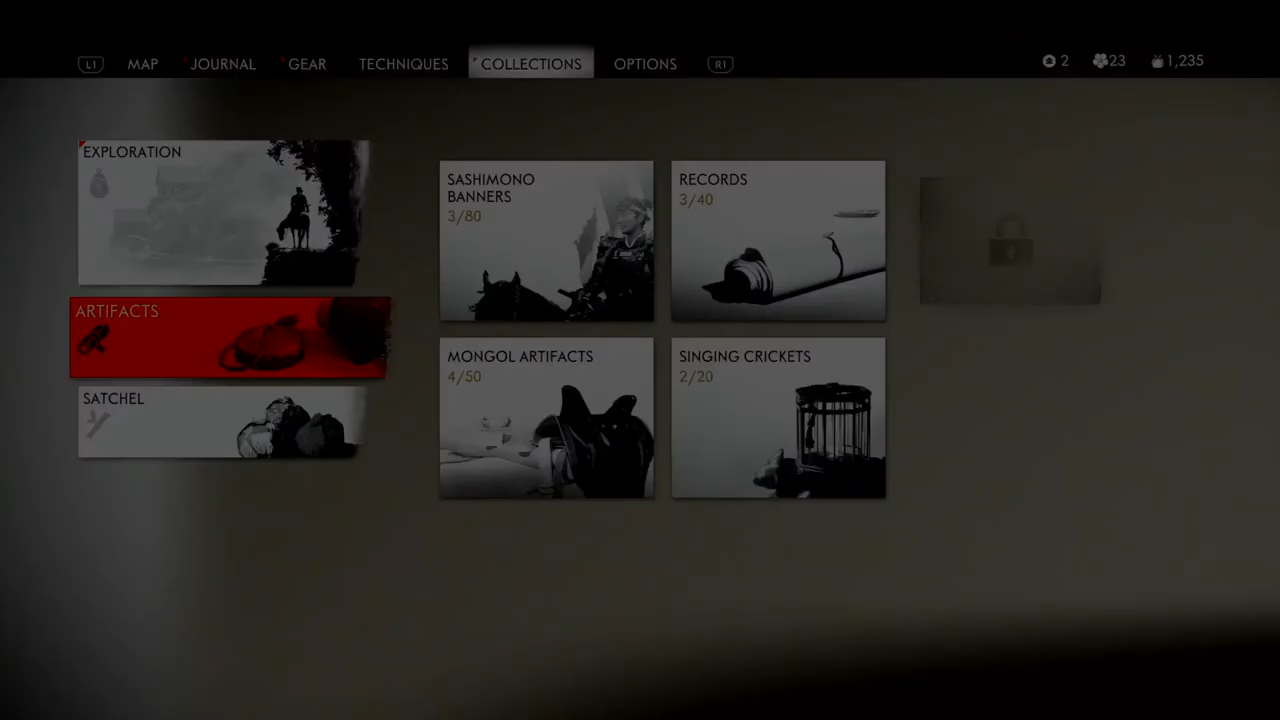 L1 MAP JOURNAL GEAR TECHNIQUES COLLECTIONS OPTIONS R1 2 23 1,235
EXPLORATION
ARTIFACTS
SATCHEL
SASHIMONO
BANNERS
3/80
RECORDS
3/40
MONGOL ARTIFACTS
4/50
SINGING CRICKETS
2/20